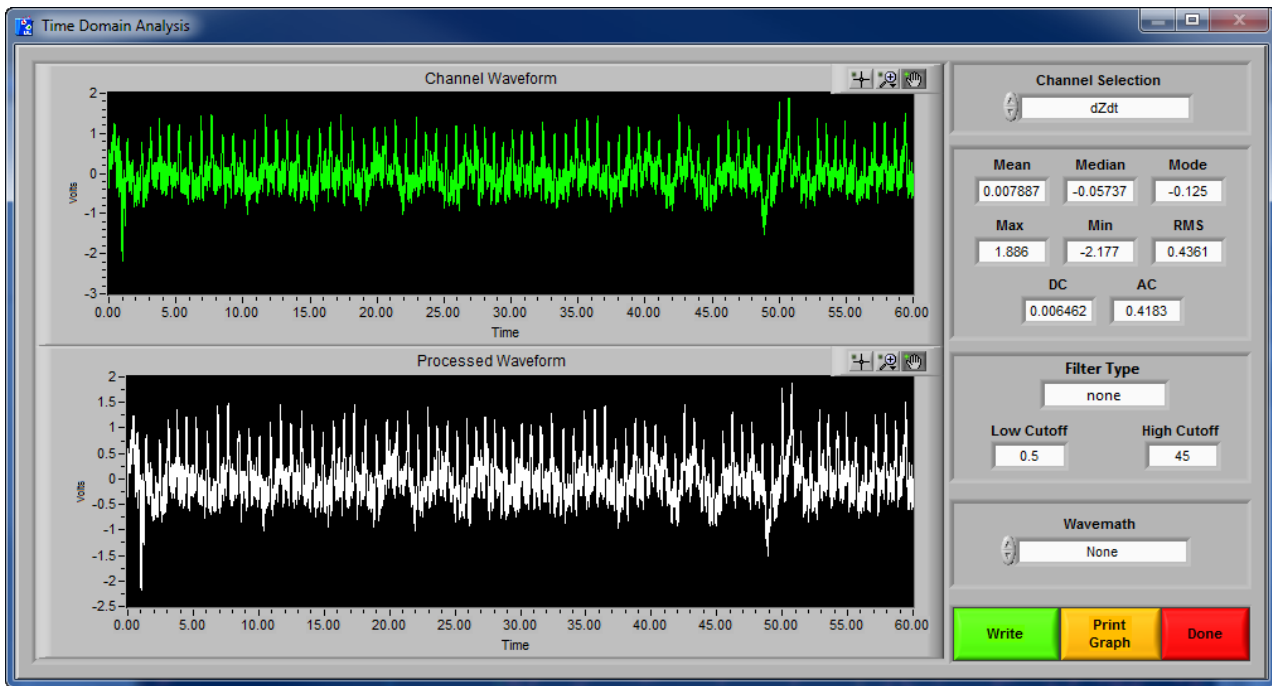 Time Domain Analysis
Channel Waveform
Volts
2
1
0
-1
-2
-3
0.00 5.00 10.00 15.00 20.00 25.00 30.00 35.00 40.00 45.00 50.00 55.00 60.00
Time
Processed Waveform
Volts
2
1.5
1
0.5
0
-0.5
-1
-1.5
-2
-2.5
0.00 5.00 10.00 15.00 20.00 25.00 30.00 35.00 40.00 45.00 50.00 55.00 60.00
Time
Channel Selection
dZdt
Mean Median Mode
0.007887 -0.05737 -0.125
Max Min RMS
1.886 -2.177 0.4361
DC AC
0.006462 0.4183
Filter Type
none
Low Cutoff High Cutoff
0.5 45
Wavemath
None
Write
Print
Graph
Done